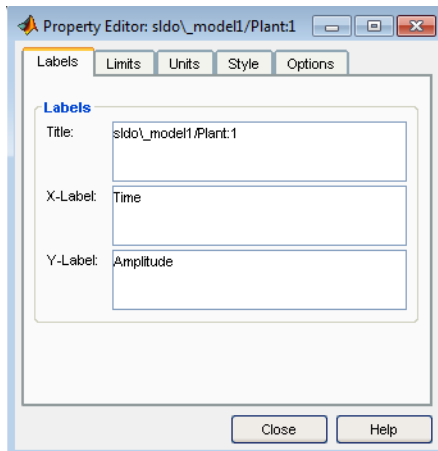 Property Editor: sldo\_model1/Plant:1
Labels Limits Units Style Options
Labels
Title: sldo\_model1/Plant:1
X-Label: Time
Y-Label: Amplitude
Close Help